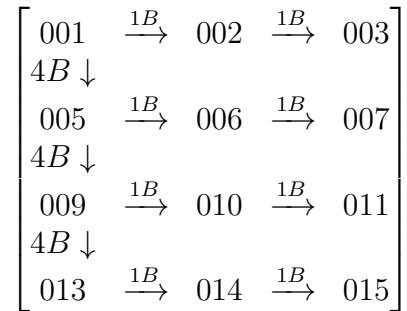 001 1B→ 002 1B→ 003
4B ↓
005 1B→ 006 1B→ 007
4B ↓
009 1B→ 010 1B→ 011
4B ↓
013 1B→ 014 1B→ 015